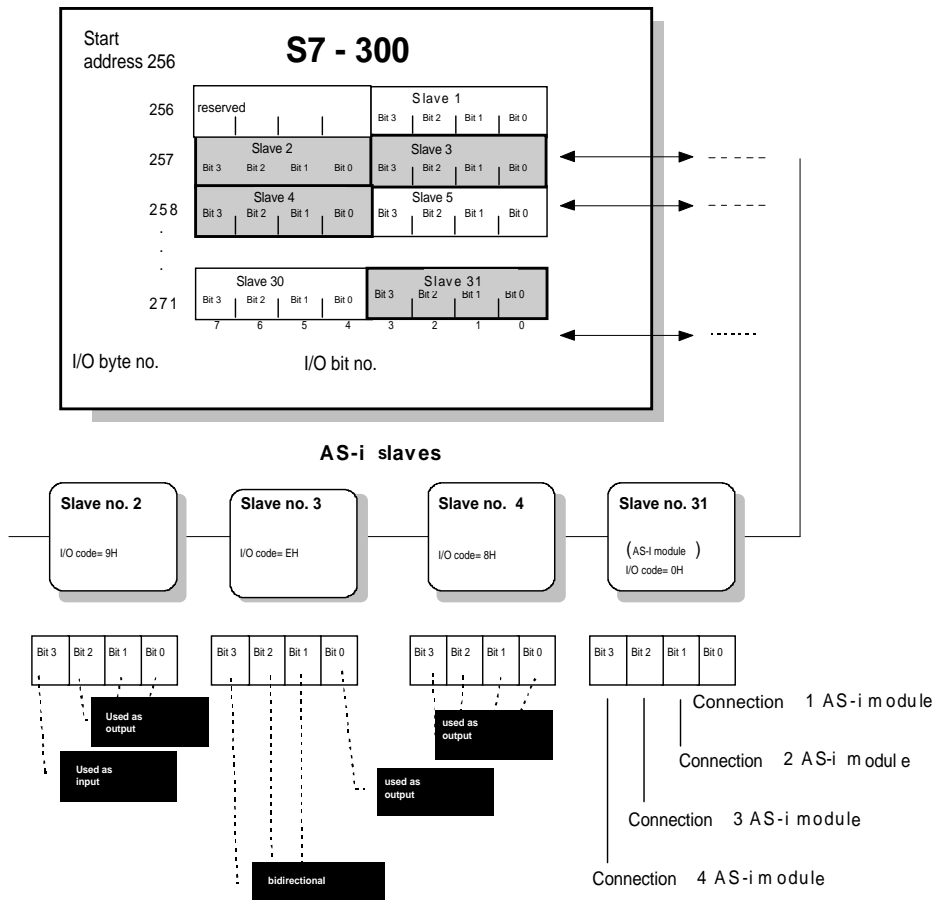 Start
address 256
S7 - 300
256 reserved Slave 1
Bit 3 Bit 2 Bit 1 Bit 0
257 Slave 2 Slave 3
Bit 3 Bit 2 Bit 1 Bit 0 Bit 3 Bit 2 Bit 1 Bit 0
258 Slave 4 Slave 5
Bit 3 Bit 2 Bit 1 Bit 0 Bit 3 Bit 2 Bit 1 Bit 0
.
.
.
271 Slave 30 Slave 31
Bit 3 Bit 2 Bit 1 Bit 0 Bit 3 Bit 2 Bit 1 Bit 0
7 6 5 4 3 2 1 0
I/O byte no. I/O bit no.
AS-i slaves
Slave no. 2
I/O code= 9H
Slave no. 3
I/O code= EH
Slave no. 4
I/O code= 8H
Slave no. 31
(AS-I module)
I/O code= 0H
Bit 3 Bit 2 Bit 1 Bit 0
Bit 3 Bit 2 Bit 1 Bit 0
Bit 3 Bit 2 Bit 1 Bit 0
Bit 3 Bit 2 Bit 1 Bit 0
Used as
output
Used as
input
bidirectional
used as
output
used as
output
Connection 1 AS-i module
Connection 2 AS-i module
Connection 3 AS-i module
Connection 4 AS-i module